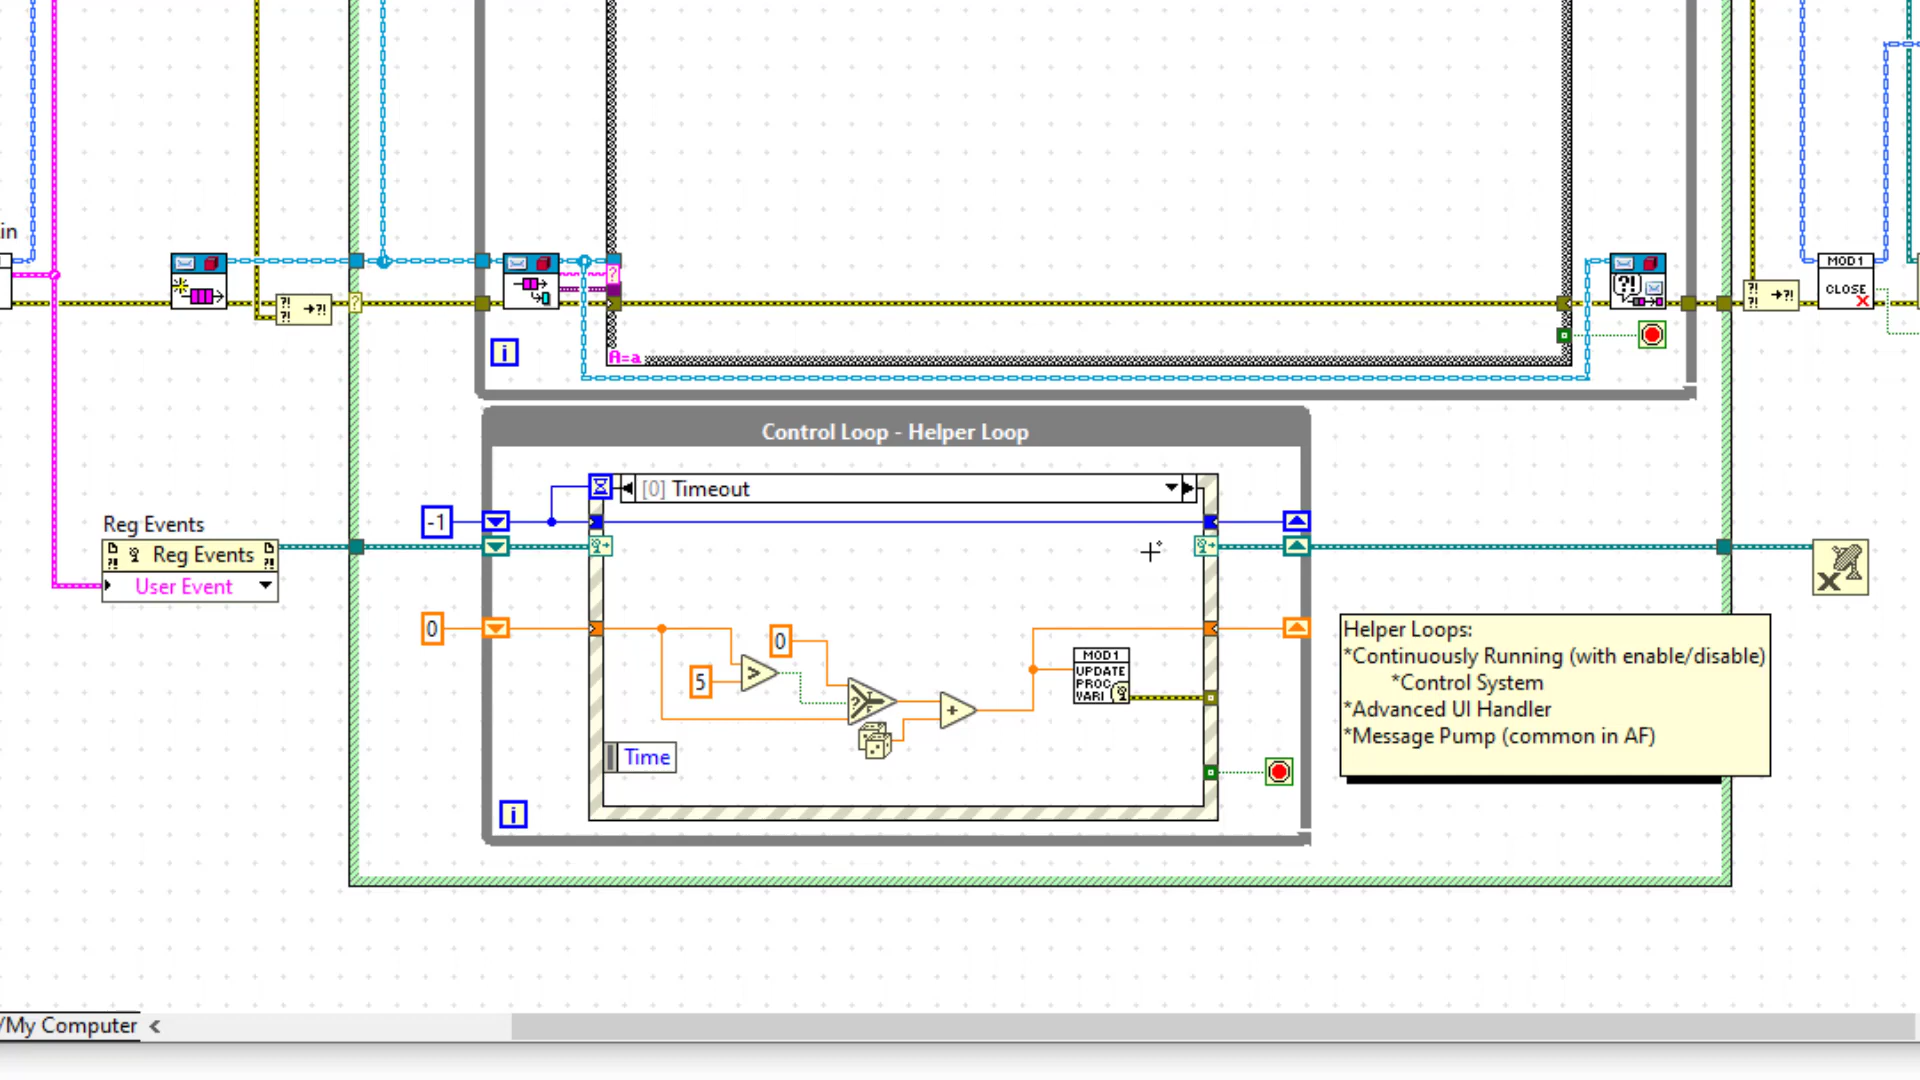 in
?!
?!
→?!
i
?
?
A=a
?!
?!
?!
→?!
MOD1
CLOSE
Control Loop - Helper Loop
[0] Timeout
-1
Reg Events
Reg Events
?!
?!
User Event
0
0
5
>
?
T
F
+
MOD1
UPDATE
PROC
VARI
Time
i
Helper Loops:
*Continuously Running (with enable/disable)
*Control System
*Advanced UI Handler
*Message Pump (common in AF)
X
/My Computer <